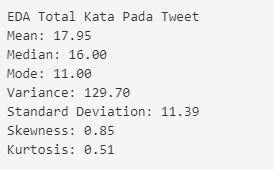 EDA Total Kata Pada Tweet
Mean: 17.95
Median: 16.00
Mode: 11.00
Variance: 129.70
Standard Deviation: 11.39
Skewness: 0.85
Kurtosis: 0.51